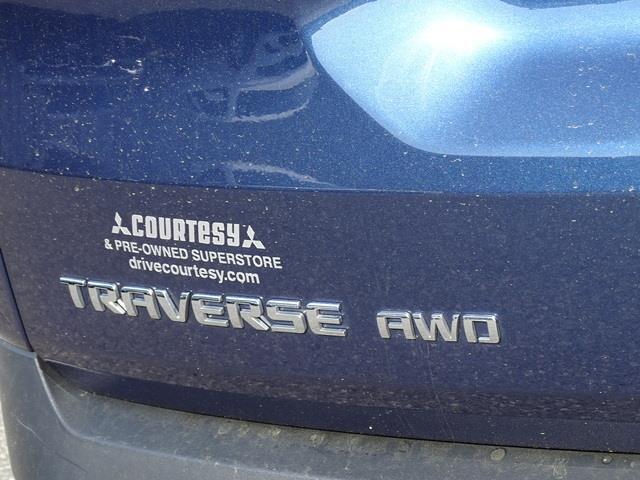 COURTESY
& PRE-OWNED SUPERSTORE
drivecourtesy.com
TRAVERSE AWD